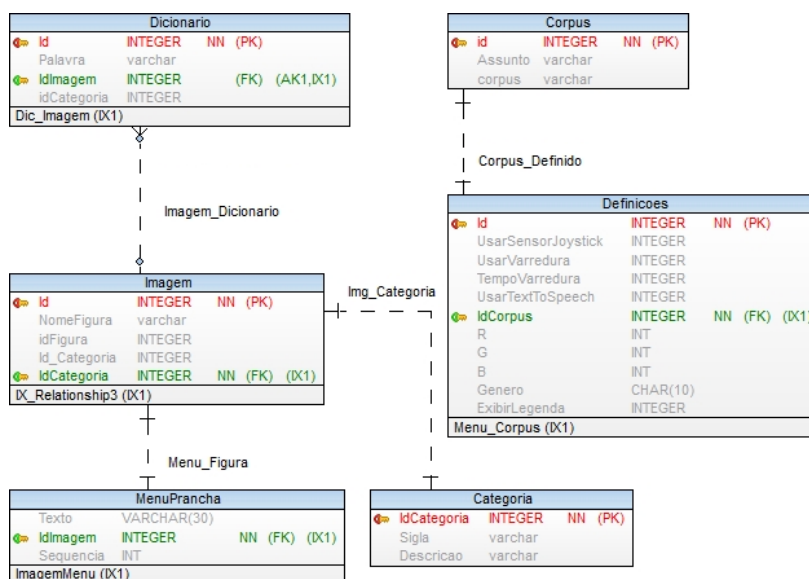 Dicionario
Id INTEGER NN (PK)
Palavra varchar
IdImagem INTEGER (FK) (AK1,IX1)
idCategoria INTEGER
Dic_Imagem (IX1)
Corpus
id INTEGER NN (PK)
Assunto varchar
corpus varchar
Corpus_Definido
Imagem_Dicionario
Definicoes
Id INTEGER NN (PK)
UsarSensorJoystick INTEGER
UsarVarredura INTEGER
TempoVarredura INTEGER
UsarTextToSpeech INTEGER
IdCorpus INTEGER NN (FK) (IX1)
R INT
G INT
B INT
Genero CHAR(10)
ExibirLegenda INTEGER
Menu_Corpus (IX1)
Imagem
Id INTEGER NN (PK)
NomeFigura varchar
idFigura INTEGER
Id_Categoria INTEGER
IdCategoria INTEGER NN (FK) (IX1)
IX_Relationship3 (IX1)
Img_Categoria
Menu_Figura
MenuPrancha
Texto VARCHAR(30)
IdImagem INTEGER NN (FK) (IX1)
Sequencia INT
ImagemMenu (IX1)
Categoria
IdCategoria INTEGER NN (PK)
Sigla varchar
Descricao varchar